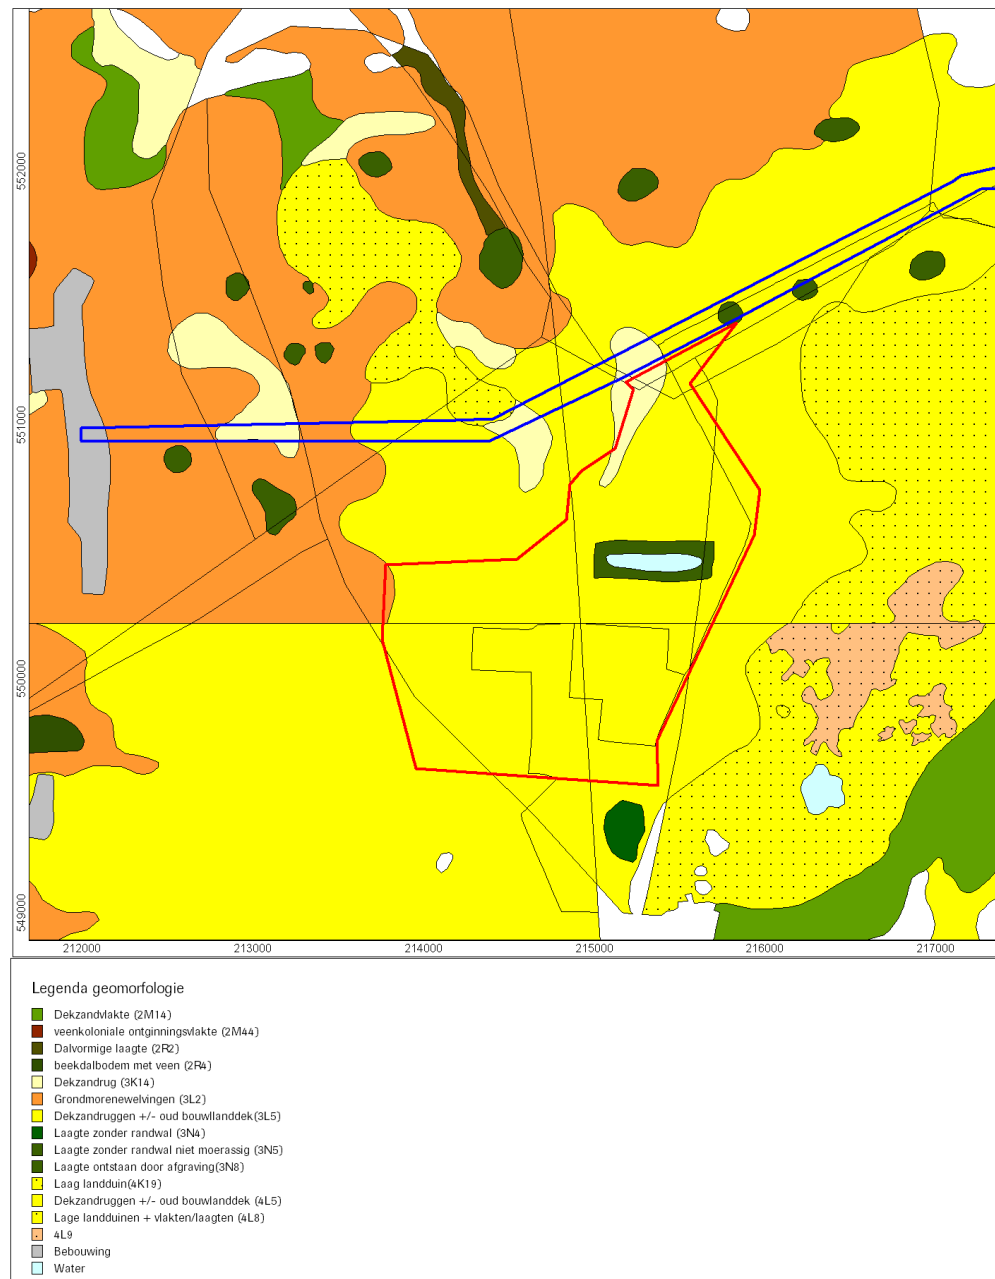 552000
551000
550000
549000
212000 213000 214000 215000 216000 217000
Legenda geomorfologie
Dekzandvlakte (2M14)
veenkoloniale ontginningsvlakte (2M44)
Dalvormige laagte (2R2)
beekdalbodem met veen (2R4)
Dekzandrug (3K14)
Grondmorenewelvingen (3L2)
Dekzandruggen +/- oud bouwllanddek(3L5)
Laagte zonder randwal (3N4)
Laagte zonder randwal niet moerassig (3N5)
Laagte ontstaan door afgraving(3N8)
Laag landduin(4K19)
Dekzandruggen +/- oud bouwlanddek (4L5)
Lage landduinen + vlakten/laagten (4L8)
4L9
Bebouwing
Water